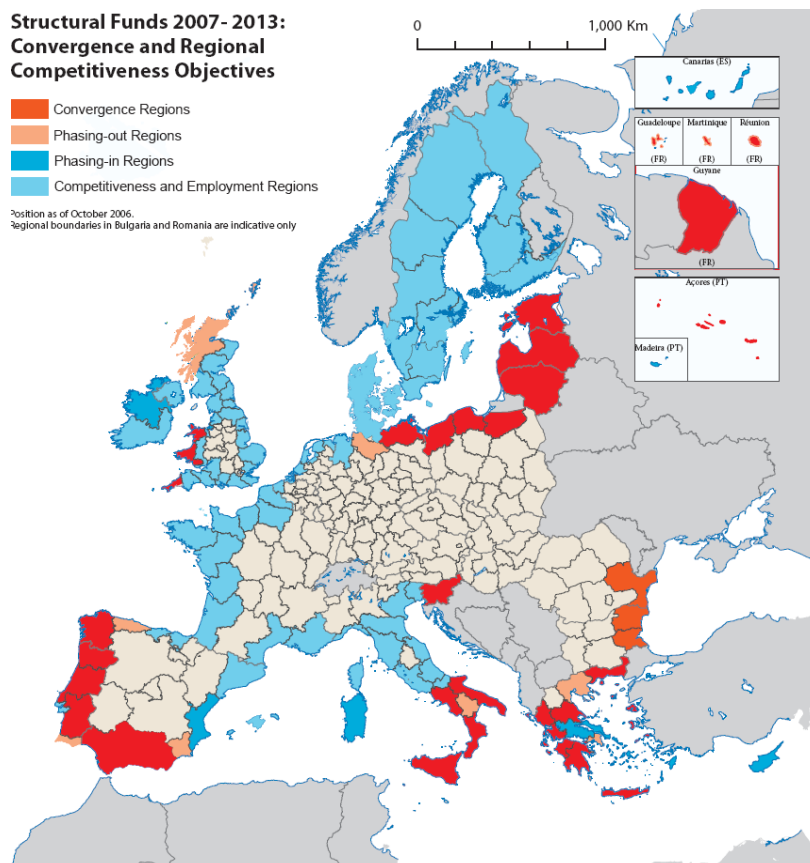 Structural Funds 2007- 2013:
Convergence and Regional
Competitiveness Objectives
0 1,000 Km
Convergence Regions
Phasing-out Regions
Phasing-in Regions
Competitiveness and Employment Regions
Position as of October 2006.
Regional boundaries in Bulgaria and Romania are indicative only
Canarias (ES)
Guadeloupe Martinique Réunion
(FR) (FR) (FR)
Guyane
(FR)
Açores (PT)
Madeira (PT)